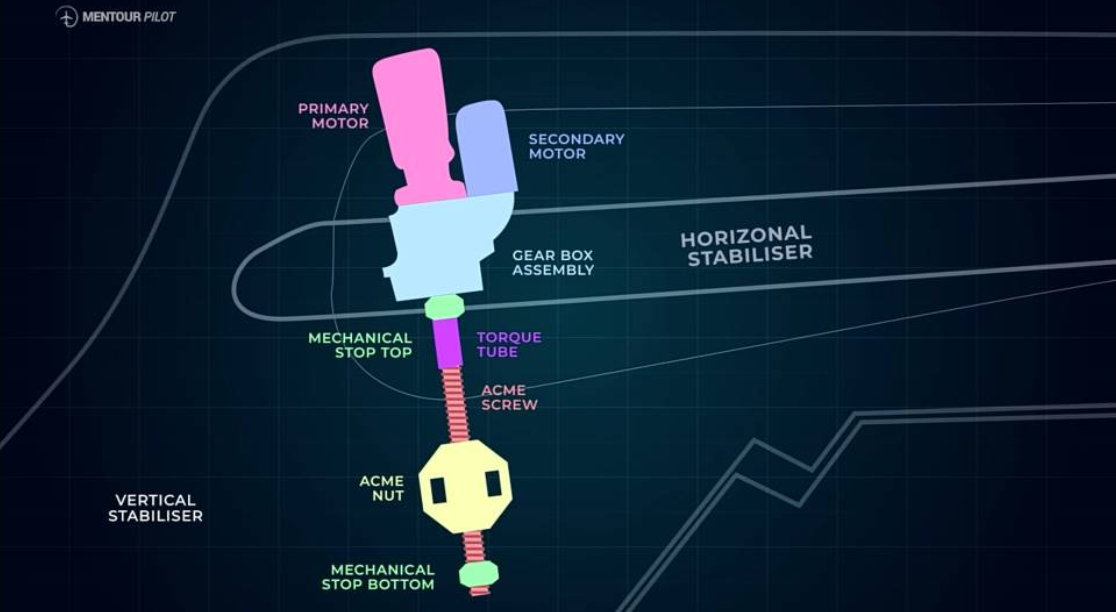 MENTOUR PILOT
PRIMARY
MOTOR
SECONDARY
MOTOR
HORIZONAL
STABILISER
GEAR BOX
ASSEMBLY
MECHANICAL
STOP TOP
TORQUE
TUBE
ACME
SCREW
ACME
NUT
VERTICAL
STABILISER
MECHANICAL
STOP BOTTOM